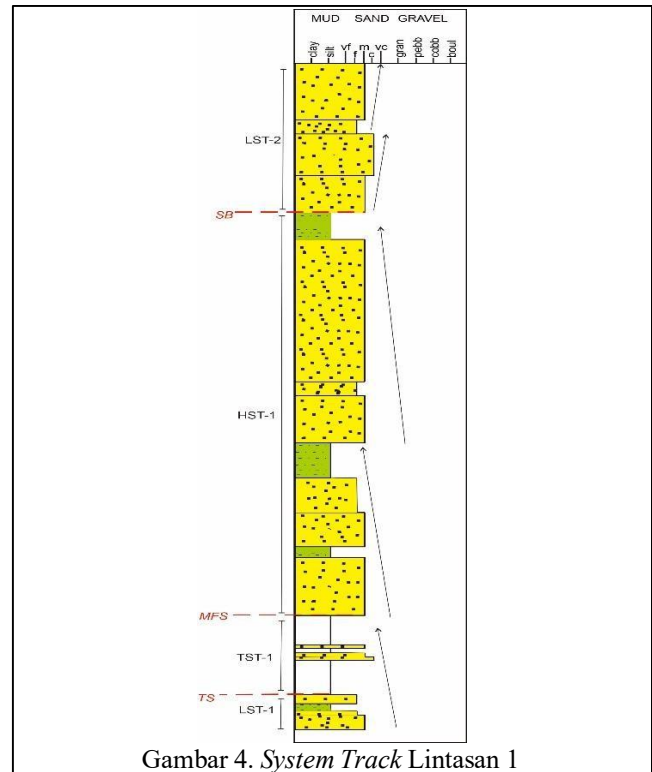 MUD SAND GRAVEL
clay silt vf f m c vc gran pebb cobb boul
LST-2
SB
HST-1
MFS
TST-1
TS
LST-1
Gambar 4. System Track Lintasan 1